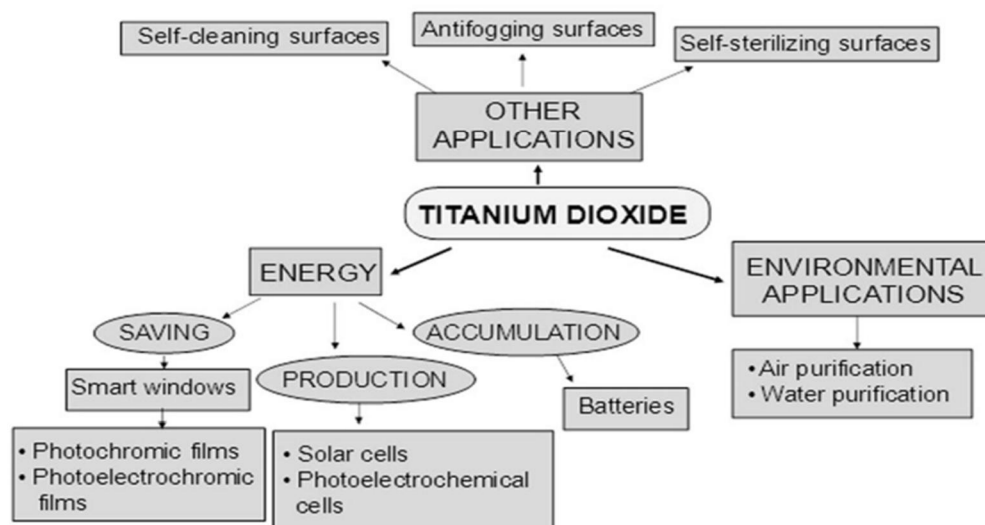 Self-cleaning surfaces
Antifogging surfaces
Self-sterilizing surfaces
OTHER
APPLICATIONS
TITANIUM DIOXIDE
ENERGY
ENVIRONMENTAL
APPLICATIONS
SAVING
ACCUMULATION
PRODUCTION
Smart windows
Batteries
• Air purification
• Water purification
• Photochromic films
• Photoelectrochromic
films
• Solar cells
• Photoelectrochemical
cells